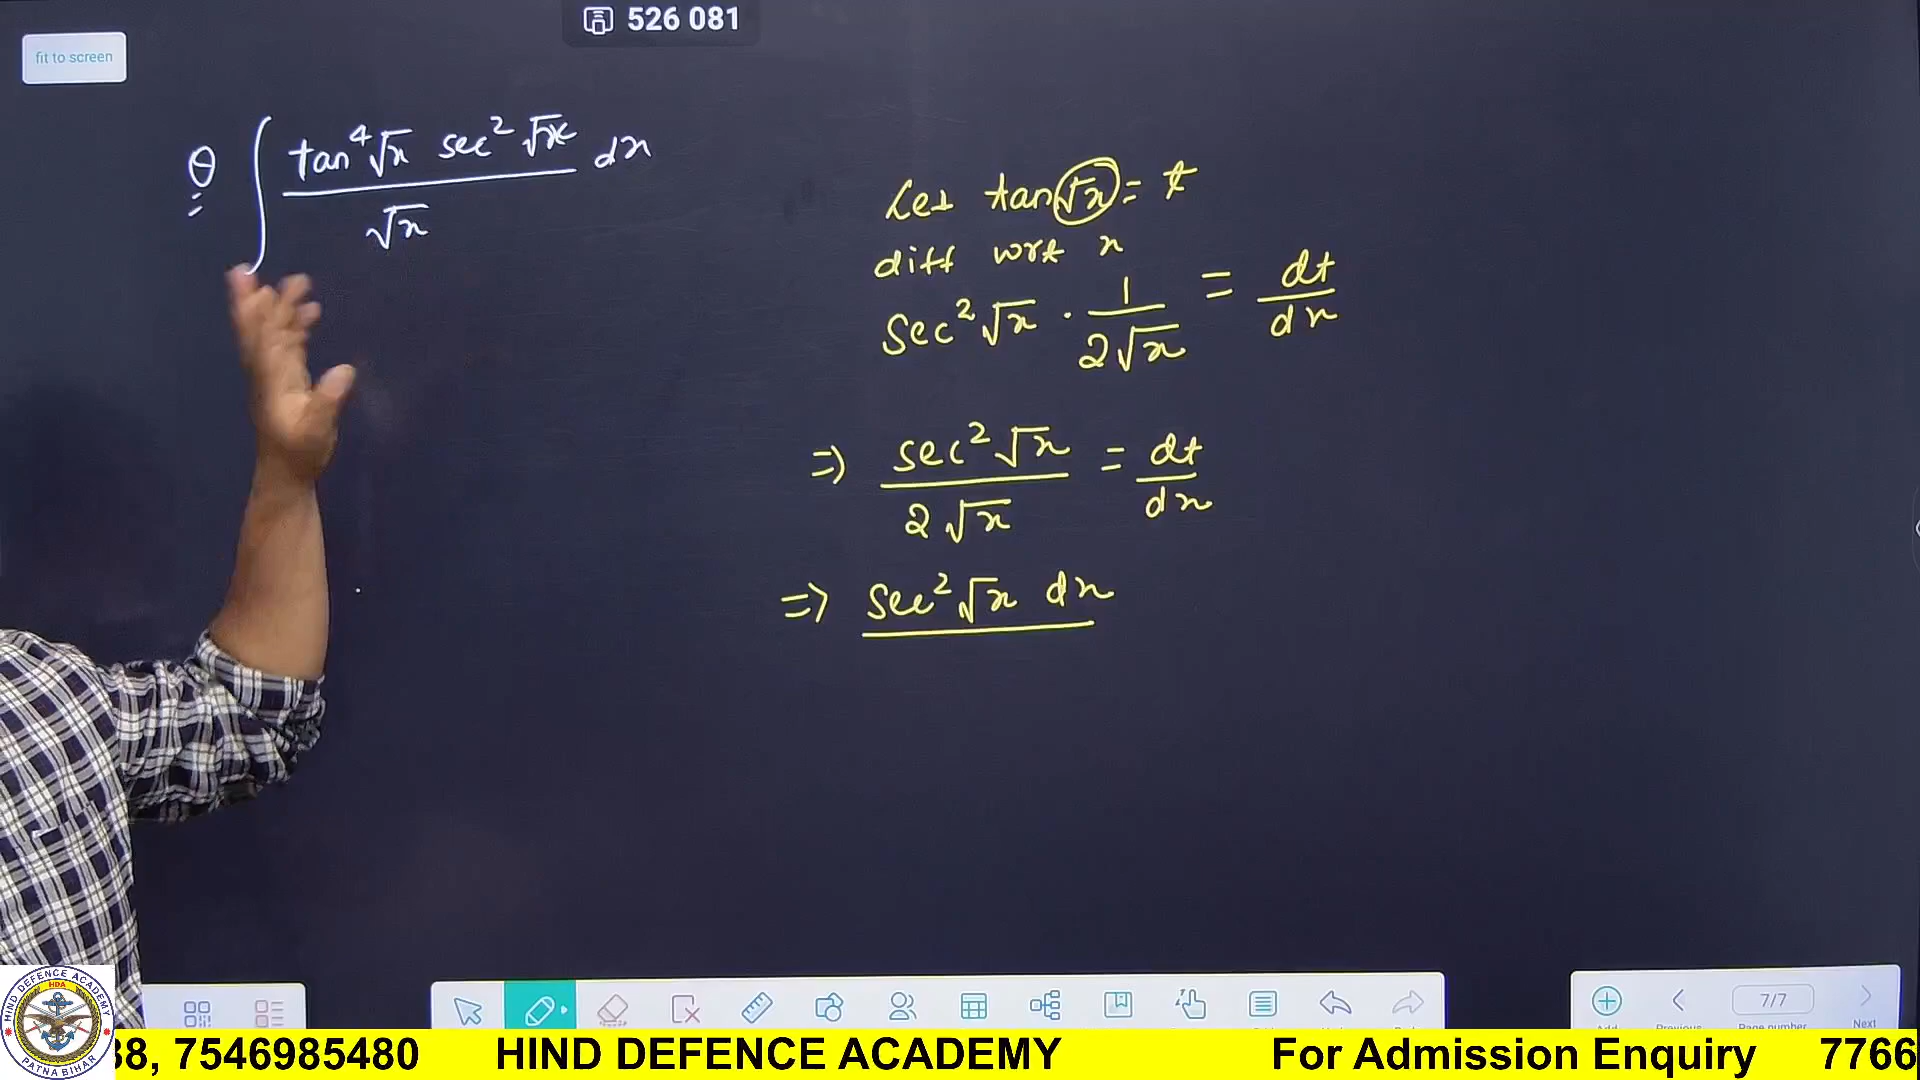 526 081
fit to screen
θ ∫ tan⁴√x sec²√x / √x dx
Let tan√x = t
diff wrt x
sec²√x · 1/2√x = dt/dx
⇒ sec²√x / 2√x = dt/dx
⇒ sec²√x dx
7/7
Next
HIND DEFENCE ACADEMY
HDA
PATNA BIHAR
38, 7546985480 HIND DEFENCE ACADEMY For Admission Enquiry 7766